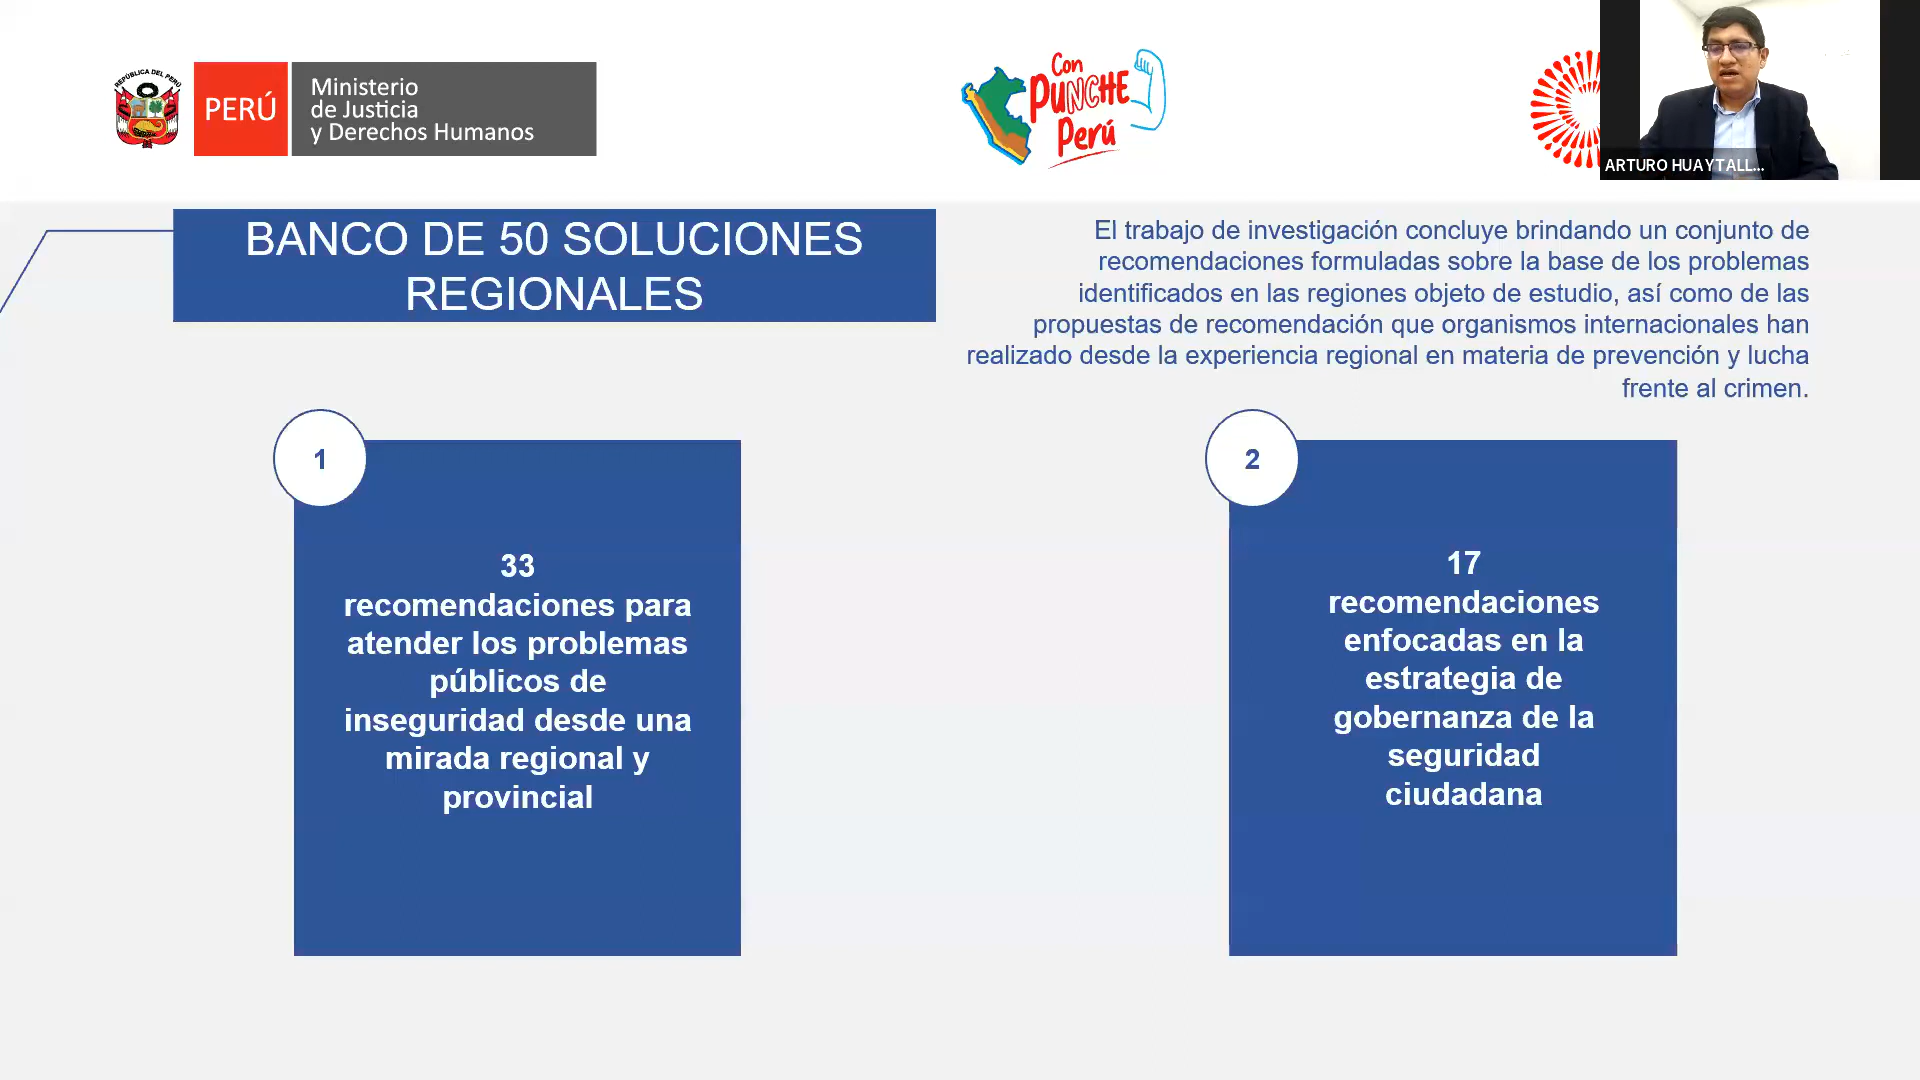 REPÚBLICA DEL PERÚ
PERÚ
Ministerio
de Justicia
y Derechos Humanos
Con
PUNCHE
Perú
ARTURO HUAYTALL...
BANCO DE 50 SOLUCIONES
REGIONALES
El trabajo de investigación concluye brindando un conjunto de
recomendaciones formuladas sobre la base de los problemas
identificados en las regiones objeto de estudio, así como de las
propuestas de recomendación que organismos internacionales han
realizado desde la experiencia regional en materia de prevención y lucha
frente al crimen.
1
33
recomendaciones para
atender los problemas
públicos de
inseguridad desde una
mirada regional y
provincial
2
17
recomendaciones
enfocadas en la
estrategia de
gobernanza de la
seguridad
ciudadana